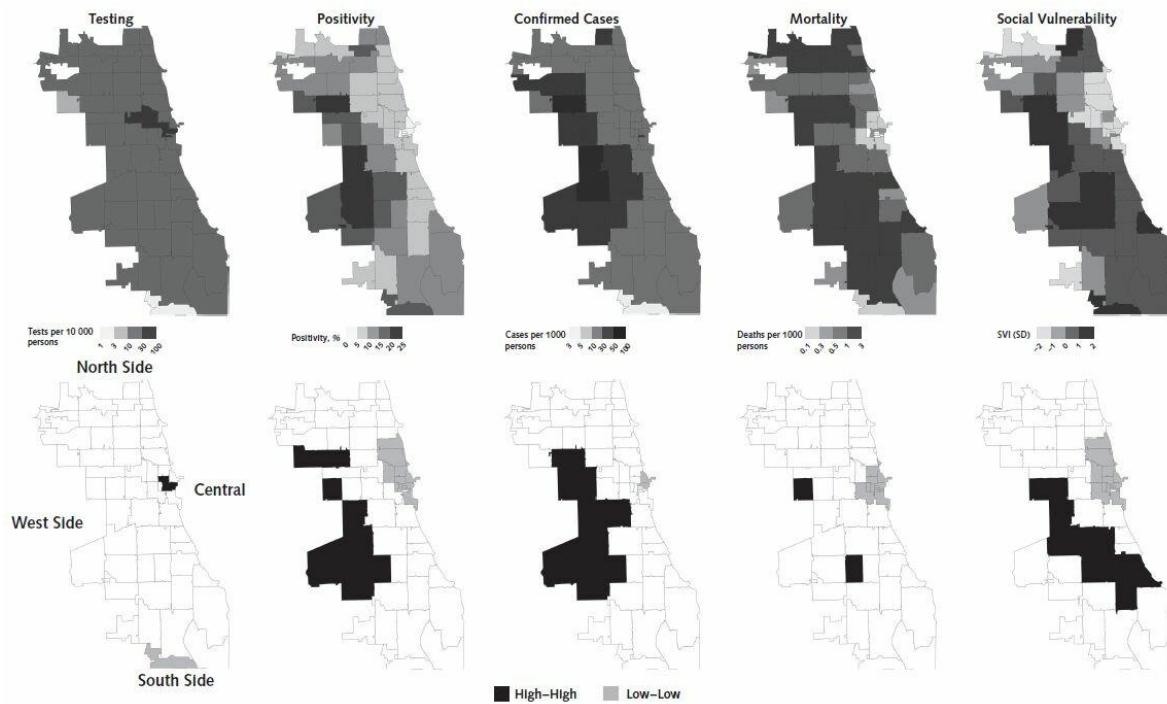 Testing
Positivity
Confirmed Cases
Mortality
Social Vulnerability
Tests per 10 000
persons
1 3 10 30 100
Positivity, %
0 5 10 15 20 25
Cases per 1000
persons
3 5 10 30 50 100
Deaths per 1000
persons
0.1 0.3 0.5 1 3
SVI (SD)
−2 −1 0 1 2
North Side
Central
West Side
South Side
High–High
Low–Low